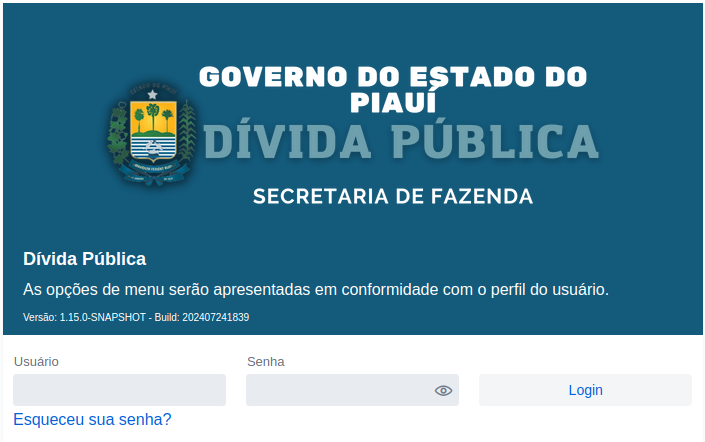 GOVERNO DO ESTADO DO
PIAUÍ
DÍVIDA PÚBLICA
SECRETARIA DE FAZENDA
Dívida Pública
As opções de menu serão apresentadas em conformidade com o perfil do usuário.
Versão: 1.15.0-SNAPSHOT - Build: 202407241839
Usuário
Senha
Login
Esqueceu sua senha?